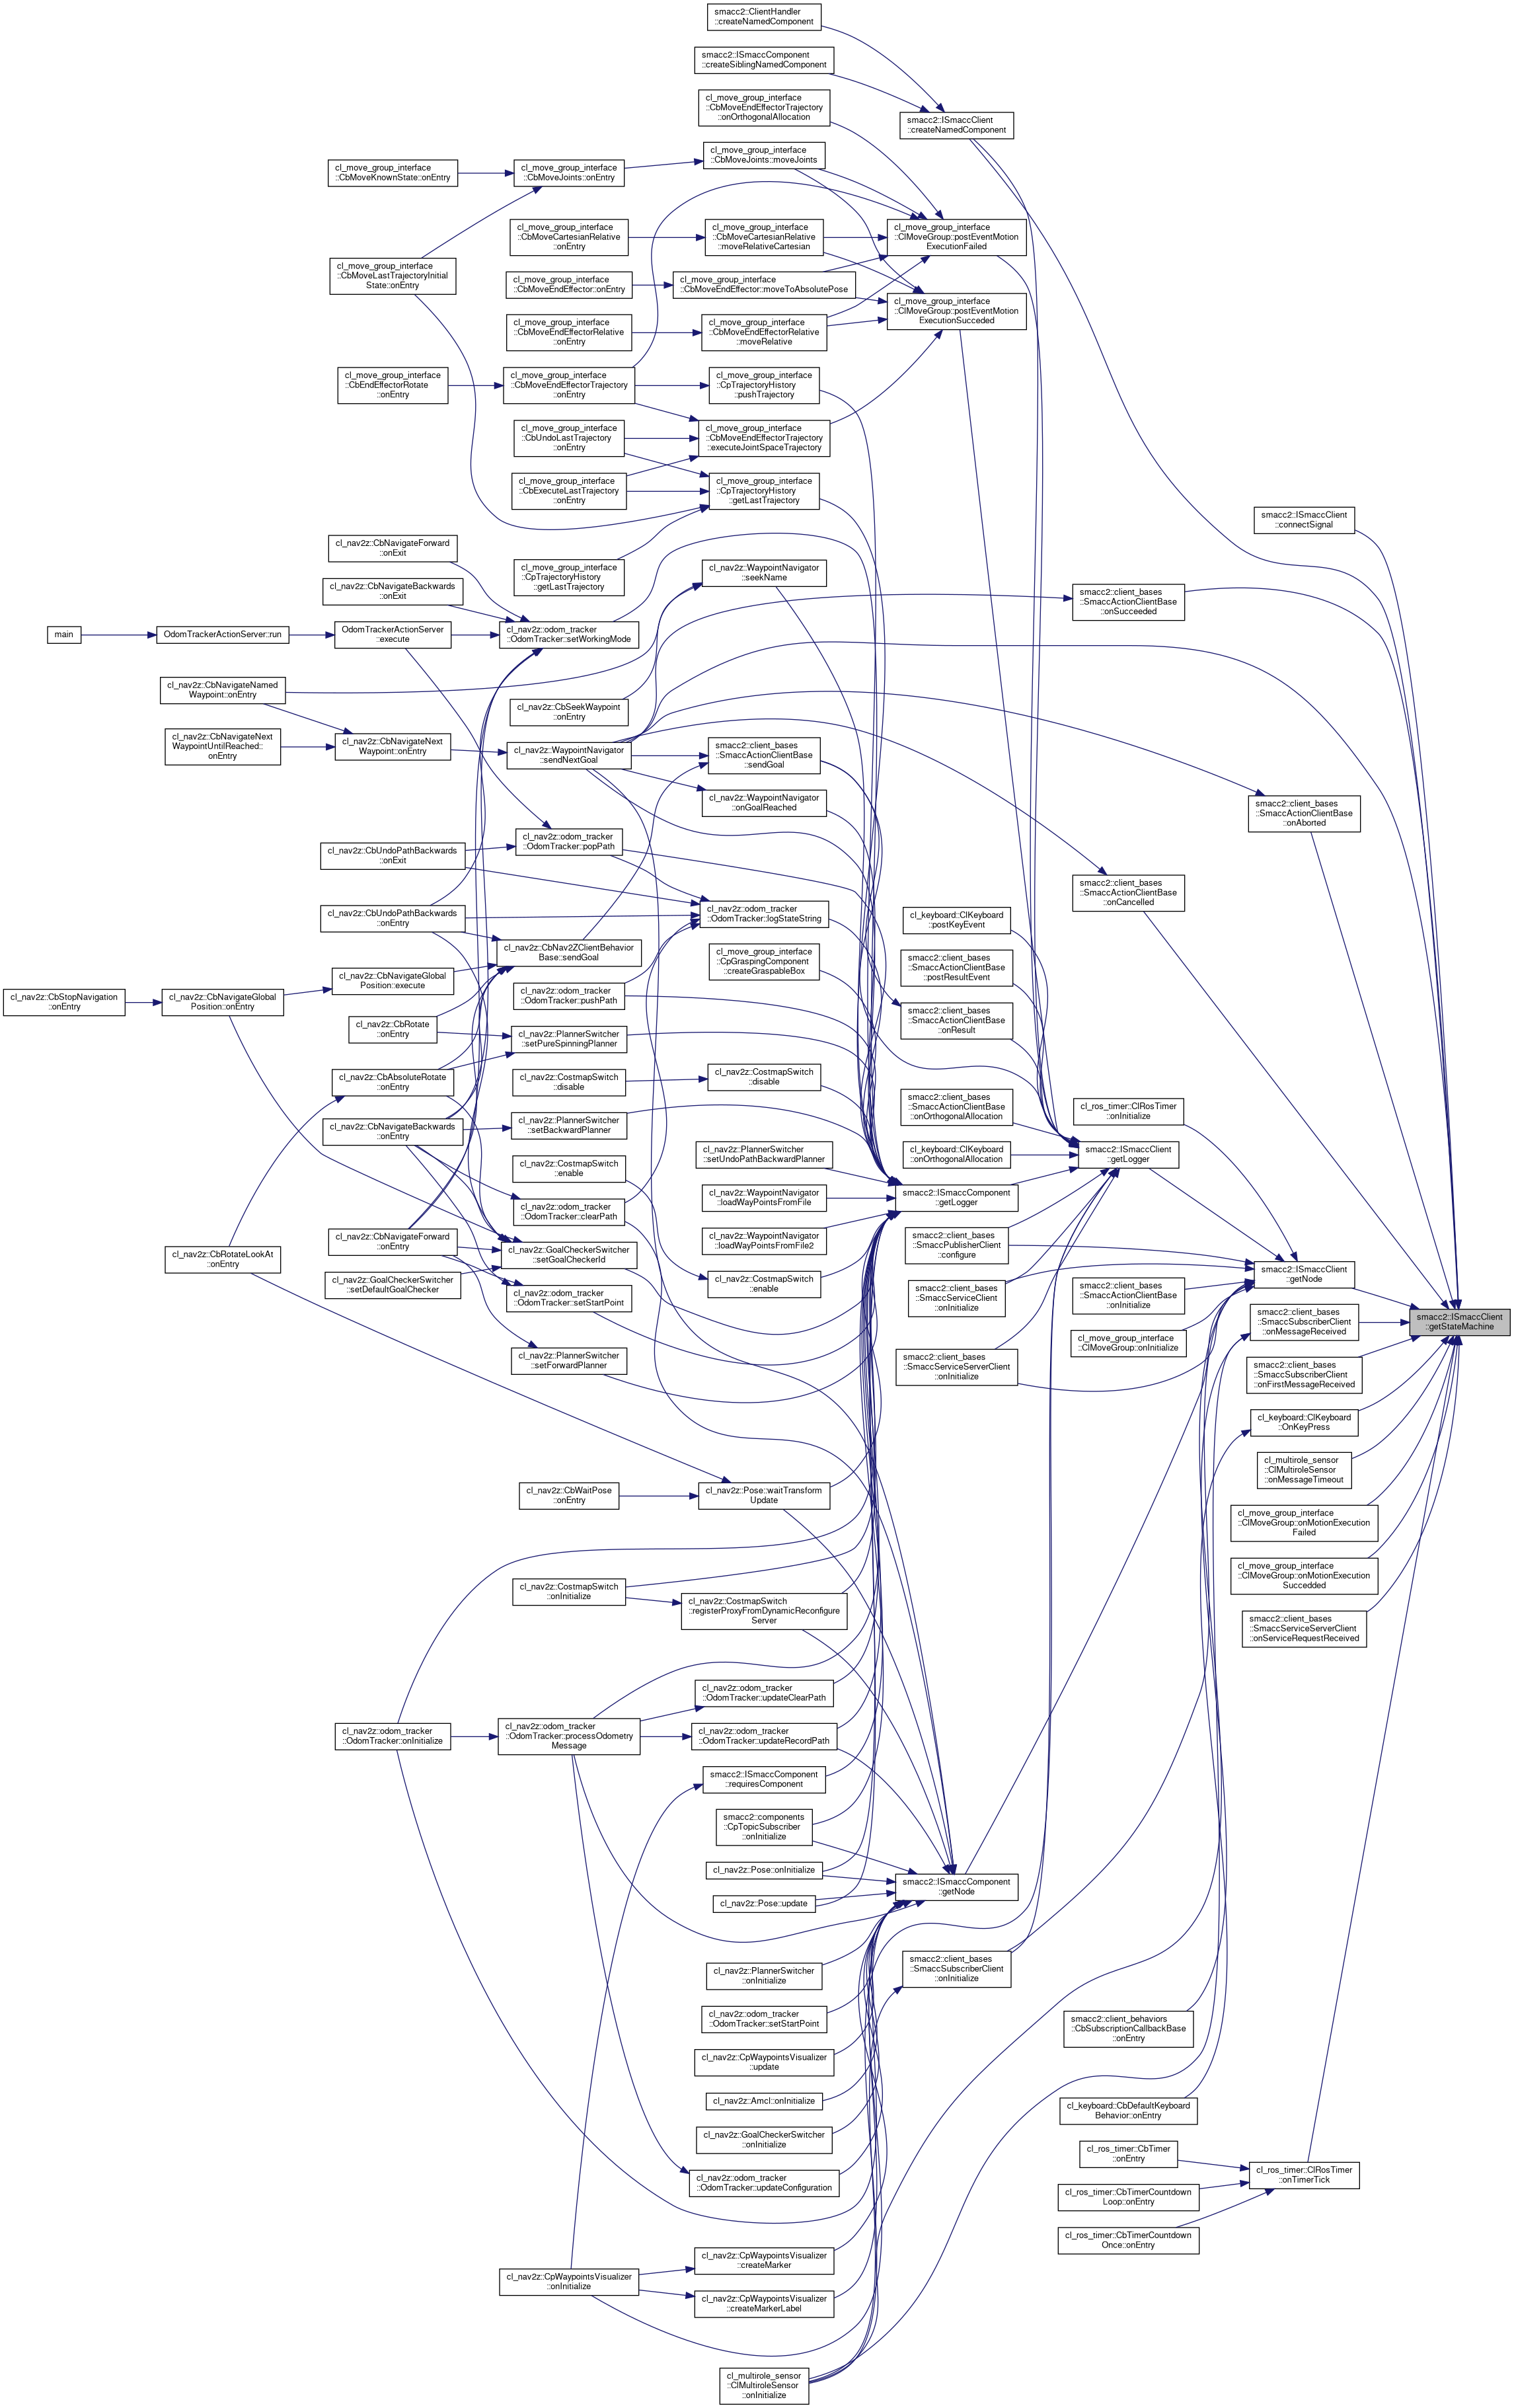 smacc2::ClientHandler
::createNamedComponent
smacc2::ISmaccComponent
::createSiblingNamedComponent
cl_move_group_interface
::CbMoveEndEffectorTrajectory
::onOrthogonalAllocation
smacc2::ISmaccClient
::createNamedComponent
cl_move_group_interface
::CbMoveJoints::moveJoints
cl_move_group_interface
::CbMoveKnownState::onEntry
cl_move_group_interface
::CbMoveJoints::onEntry
cl_move_group_interface
::CbMoveCartesianRelative
::onEntry
cl_move_group_interface
::CbMoveCartesianRelative
::moveRelativeCartesian
cl_move_group_interface
::ClMoveGroup::postEventMotion
ExecutionFailed
cl_move_group_interface
::CbMoveLastTrajectoryInitial
State::onEntry
cl_move_group_interface
::CbMoveEndEffector::onEntry
cl_move_group_interface
::CbMoveEndEffector::moveToAbsolutePose
cl_move_group_interface
::ClMoveGroup::postEventMotion
ExecutionSucceded
cl_move_group_interface
::CbMoveEndEffectorRelative
::onEntry
cl_move_group_interface
::CbMoveEndEffectorRelative
::moveRelative
cl_move_group_interface
::CbEndEffectorRotate
::onEntry
cl_move_group_interface
::CbMoveEndEffectorTrajectory
::onEntry
cl_move_group_interface
::CpTrajectoryHistory
::pushTrajectory
cl_move_group_interface
::CbUndoLastTrajectory
::onEntry
cl_move_group_interface
::CbMoveEndEffectorTrajectory
::executeJointSpaceTrajectory
cl_move_group_interface
::CbExecuteLastTrajectory
::onEntry
cl_move_group_interface
::CpTrajectoryHistory
::getLastTrajectory
smacc2::ISmaccClient
::connectSignal
cl_nav2z::CbNavigateForward
::onExit
cl_move_group_interface
::CpTrajectoryHistory
::getLastTrajectory
cl_nav2z::WaypointNavigator
::seekName
cl_nav2z::CbNavigateBackwards
::onExit
smacc2::client_bases
::SmaccActionClientBase
::onSucceeded
main
OdomTrackerActionServer::run
OdomTrackerActionServer
::execute
cl_nav2z::odom_tracker
::OdomTracker::setWorkingMode
cl_nav2z::CbNavigateNamed
Waypoint::onEntry
cl_nav2z::CbSeekWaypoint
::onEntry
cl_nav2z::CbNavigateNext
WaypointUntilReached::
onEntry
cl_nav2z::CbNavigateNext
Waypoint::onEntry
cl_nav2z::WaypointNavigator
::sendNextGoal
smacc2::client_bases
::SmaccActionClientBase
::sendGoal
cl_nav2z::WaypointNavigator
::onGoalReached
smacc2::client_bases
::SmaccActionClientBase
::onAborted
cl_nav2z::CbUndoPathBackwards
::onExit
cl_nav2z::odom_tracker
::OdomTracker::popPath
smacc2::client_bases
::SmaccActionClientBase
::onCancelled
cl_nav2z::CbUndoPathBackwards
::onEntry
cl_nav2z::odom_tracker
::OdomTracker::logStateString
cl_keyboard::ClKeyboard
::postKeyEvent
cl_nav2z::CbNav2ZClientBehavior
Base::sendGoal
cl_move_group_interface
::CpGraspingComponent
::createGraspableBox
smacc2::client_bases
::SmaccActionClientBase
::postResultEvent
cl_nav2z::CbStopNavigation
::onEntry
cl_nav2z::CbNavigateGlobal
Position::onEntry
cl_nav2z::CbNavigateGlobal
Position::execute
cl_nav2z::odom_tracker
::OdomTracker::pushPath
smacc2::client_bases
::SmaccActionClientBase
::onResult
cl_nav2z::CbRotate
::onEntry
cl_nav2z::PlannerSwitcher
::setPureSpinningPlanner
cl_nav2z::CbAbsoluteRotate
::onEntry
cl_nav2z::CostmapSwitch
::disable
cl_nav2z::CostmapSwitch
::disable
smacc2::client_bases
::SmaccActionClientBase
::onOrthogonalAllocation
cl_ros_timer::ClRosTimer
::onInitialize
cl_nav2z::CbNavigateBackwards
::onEntry
cl_nav2z::PlannerSwitcher
::setBackwardPlanner
cl_nav2z::PlannerSwitcher
::setUndoPathBackwardPlanner
cl_keyboard::ClKeyboard
::onOrthogonalAllocation
smacc2::ISmaccClient
::getLogger
cl_nav2z::CostmapSwitch
::enable
cl_nav2z::WaypointNavigator
::loadWayPointsFromFile
smacc2::ISmaccComponent
::getLogger
cl_nav2z::odom_tracker
::OdomTracker::clearPath
cl_nav2z::CbNavigateForward
::onEntry
cl_nav2z::WaypointNavigator
::loadWayPointsFromFile2
smacc2::client_bases
::SmaccPublisherClient
::configure
cl_nav2z::CbRotateLookAt
::onEntry
cl_nav2z::GoalCheckerSwitcher
::setGoalCheckerId
smacc2::ISmaccClient
::getNode
cl_nav2z::GoalCheckerSwitcher
::setDefaultGoalChecker
cl_nav2z::odom_tracker
::OdomTracker::setStartPoint
cl_nav2z::CostmapSwitch
::enable
smacc2::client_bases
::SmaccServiceClient
::onInitialize
smacc2::client_bases
::SmaccActionClientBase
::onInitialize
smacc2::client_bases
::SmaccSubscriberClient
::onMessageReceived
smacc2::ISmaccClient
::getStateMachine
cl_nav2z::PlannerSwitcher
::setForwardPlanner
smacc2::client_bases
::SmaccServiceServerClient
::onInitialize
cl_move_group_interface
::ClMoveGroup::onInitialize
smacc2::client_bases
::SmaccSubscriberClient
::onFirstMessageReceived
cl_keyboard::ClKeyboard
::OnKeyPress
cl_multirole_sensor
::ClMultiroleSensor
::onMessageTimeout
cl_nav2z::CbWaitPose
::onEntry
cl_nav2z::Pose::waitTransform
Update
cl_move_group_interface
::ClMoveGroup::onMotionExecution
Failed
cl_nav2z::CostmapSwitch
::onInitialize
cl_nav2z::CostmapSwitch
::registerProxyFromDynamicReconfigure
Server
cl_move_group_interface
::ClMoveGroup::onMotionExecution
Succedded
smacc2::client_bases
::SmaccServiceServerClient
::onServiceRequestReceived
cl_nav2z::odom_tracker
::OdomTracker::updateClearPath
cl_nav2z::odom_tracker
::OdomTracker::onInitialize
cl_nav2z::odom_tracker
::OdomTracker::processOdometry
Message
cl_nav2z::odom_tracker
::OdomTracker::updateRecordPath
smacc2::ISmaccComponent
::requiresComponent
smacc2::components
::CpTopicSubscriber
::onInitialize
cl_nav2z::Pose::onInitialize
smacc2::ISmaccComponent
::getNode
cl_nav2z::Pose::update
cl_nav2z::PlannerSwitcher
::onInitialize
smacc2::client_bases
::SmaccSubscriberClient
::onInitialize
cl_nav2z::odom_tracker
::OdomTracker::setStartPoint
smacc2::client_behaviors
::CbSubscriptionCallbackBase
::onEntry
cl_nav2z::CpWaypointsVisualizer
::update
cl_nav2z::Amcl::onInitialize
cl_keyboard::CbDefaultKeyboard
Behavior::onEntry
cl_nav2z::GoalCheckerSwitcher
::onInitialize
cl_ros_timer::CbTimer
::onEntry
cl_nav2z::odom_tracker
::OdomTracker::updateConfiguration
cl_ros_timer::ClRosTimer
::onTimerTick
cl_ros_timer::CbTimerCountdown
Loop::onEntry
cl_ros_timer::CbTimerCountdown
Once::onEntry
cl_nav2z::CpWaypointsVisualizer
::createMarker
cl_nav2z::CpWaypointsVisualizer
::onInitialize
cl_nav2z::CpWaypointsVisualizer
::createMarkerLabel
cl_multirole_sensor
::ClMultiroleSensor
::onInitialize